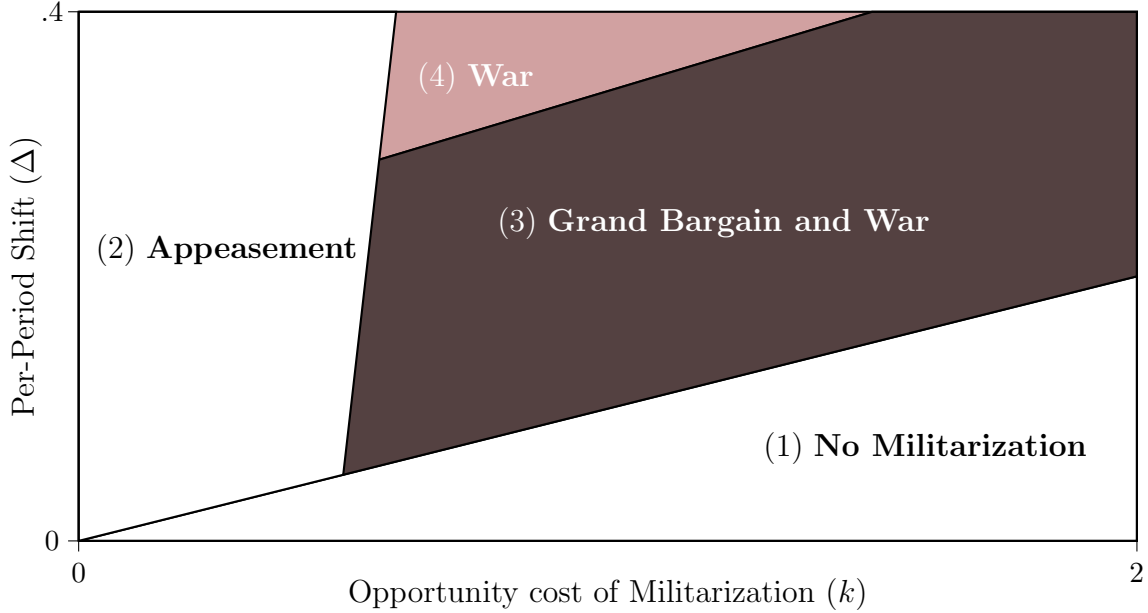 .4
(4) War
(3) Grand Bargain and War
(2) Appeasement
Per-Period Shift (Δ)
(1) No Militarization
0
0
2
Opportunity cost of Militarization (k)